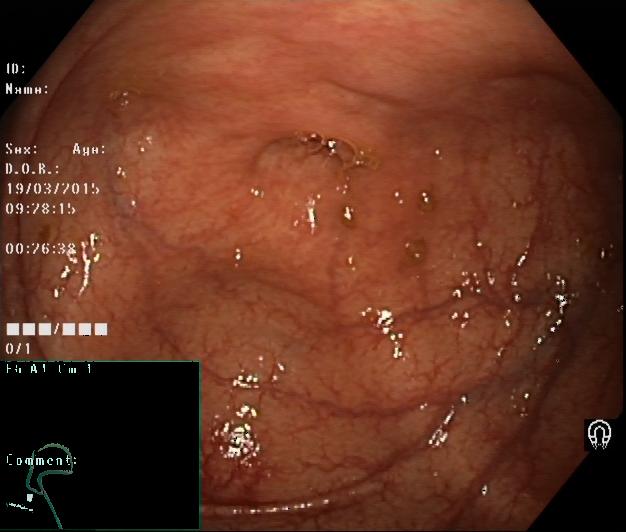 ID:
Name:
Sex: Age:
D.O.R.:
19/03/2015
09:28:15
00:26:38
■■■/■■■
0/1
Comment: